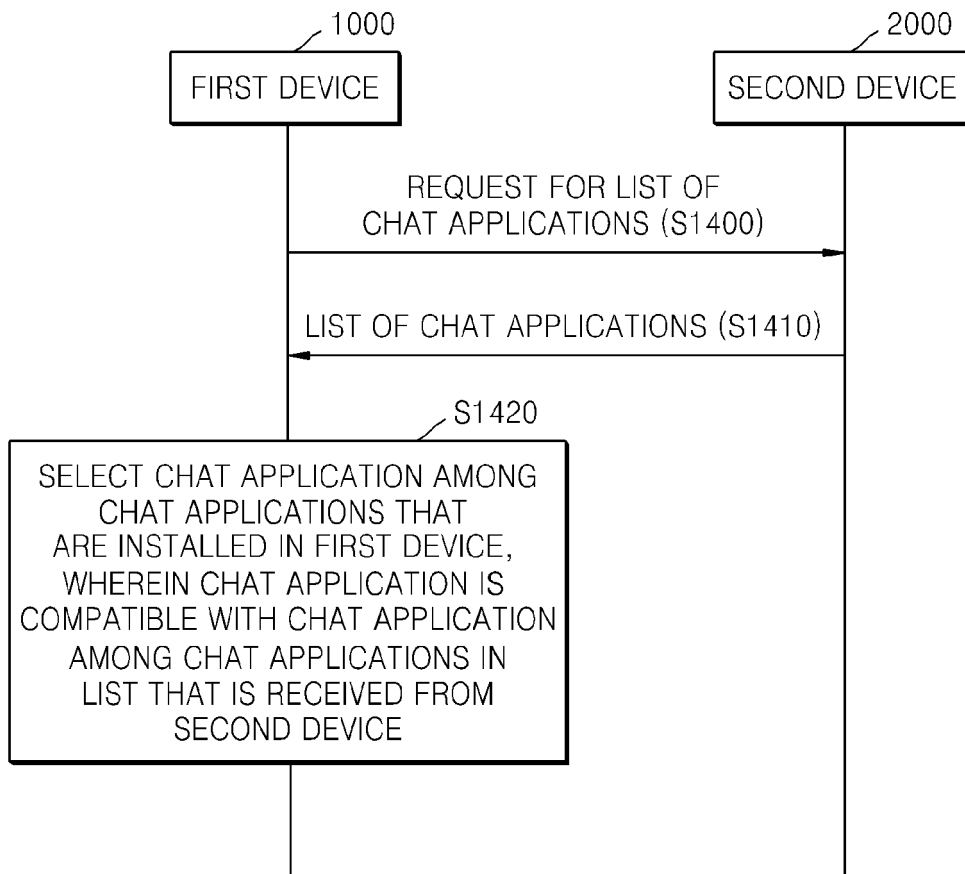 1000
2000
FIRST DEVICE
SECOND DEVICE
REQUEST FOR LIST OF
CHAT APPLICATIONS (S1400)
LIST OF CHAT APPLICATIONS (S1410)
S1420
SELECT CHAT APPLICATION AMONG
CHAT APPLICATIONS THAT
ARE INSTALLED IN FIRST DEVICE,
WHEREIN CHAT APPLICATION IS
COMPATIBLE WITH CHAT APPLICATION
AMONG CHAT APPLICATIONS IN
LIST THAT IS RECEIVED FROM
SECOND DEVICE